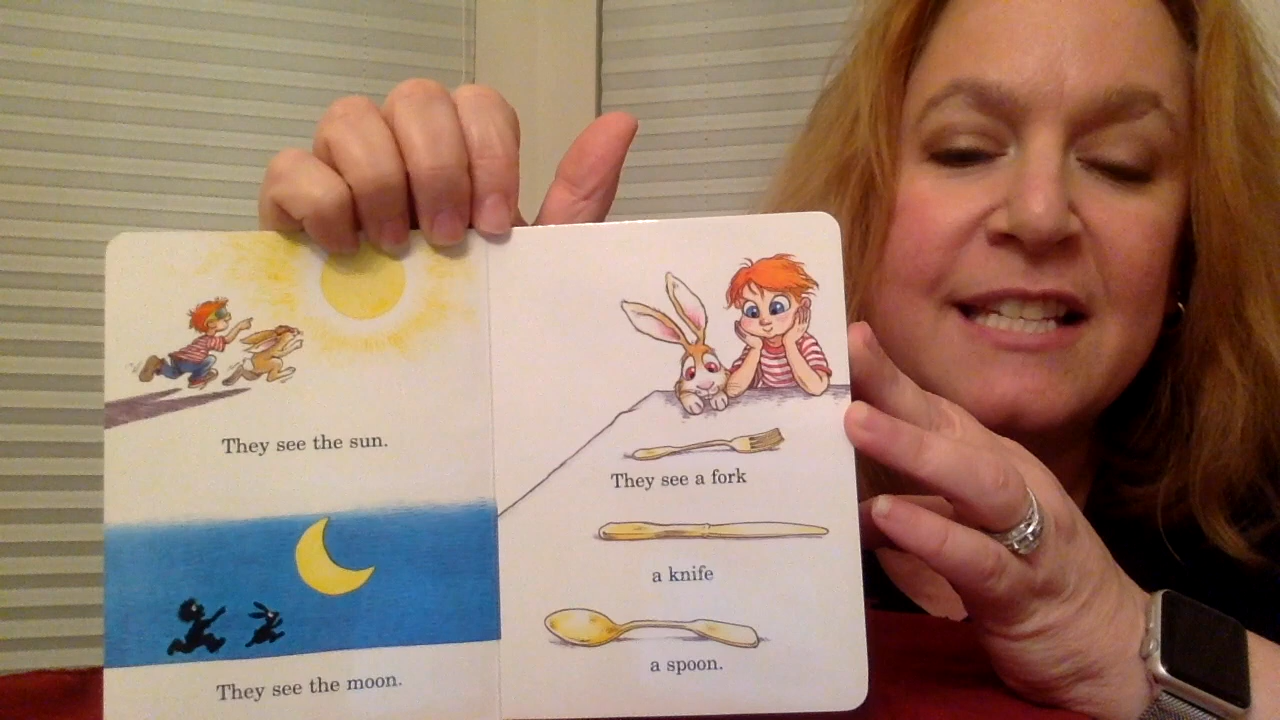 They see the sun.
They see the moon.
They see a fork
a knife
a spoon.